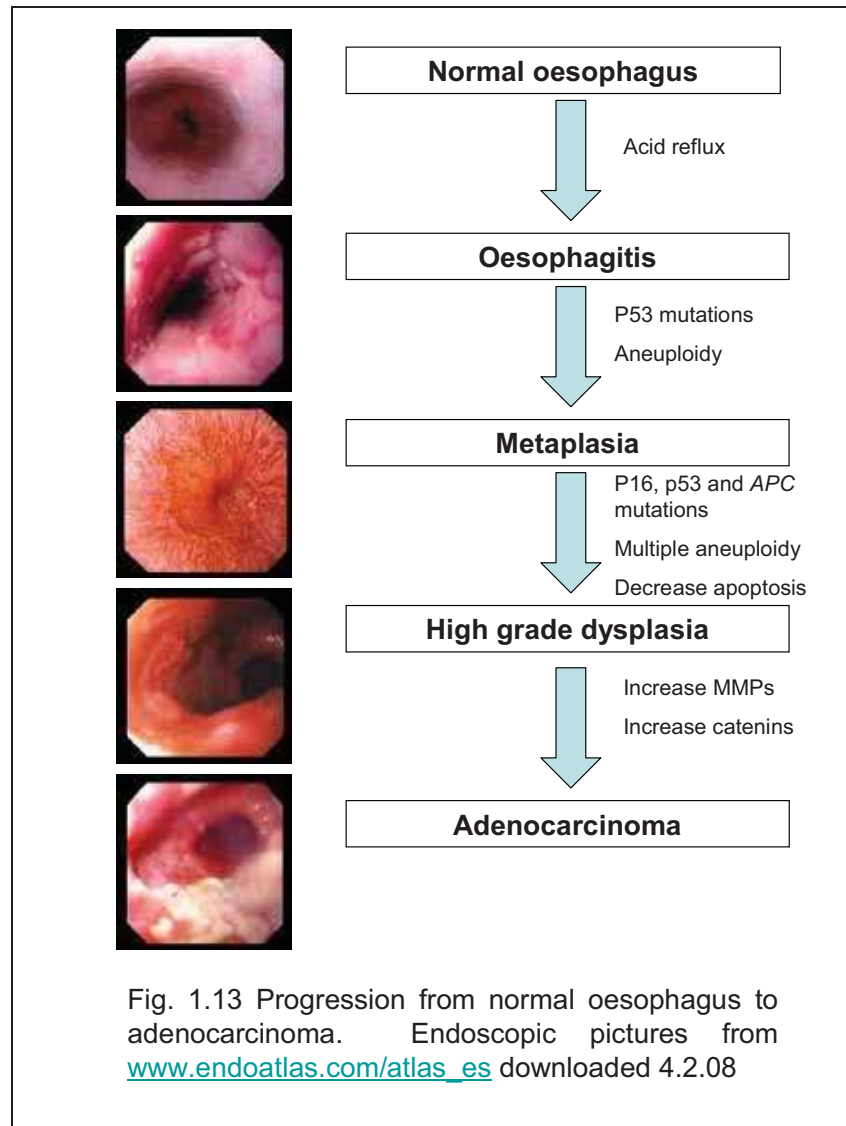 Normal oesophagus
Acid reflux
Oesophagitis
P53 mutations
Aneuploidy
Metaplasia
P16, p53 and APC
mutations
Multiple aneuploidy
Decrease apoptosis
High grade dysplasia
Increase MMPs
Increase catenins
Adenocarcinoma
Fig. 1.13 Progression from normal oesophagus to
adenocarcinoma. Endoscopic pictures from
www.endoatlas.com/atlas_es downloaded 4.2.08